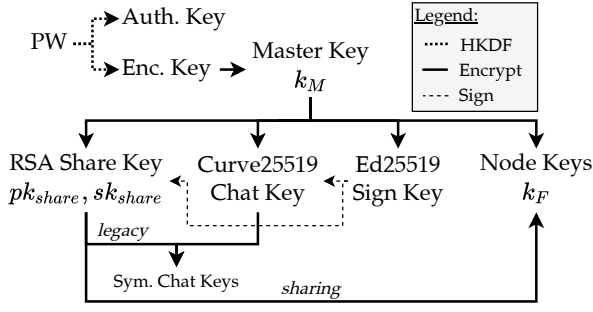 Auth. Key
PW
Enc. Key
Master Key
k_M
Legend:
HKDF
Encrypt
Sign
RSA Share Key
pk_share, sk_share
Curve25519
Chat Key
Ed25519
Sign Key
Node Keys
k_F
legacy
Sym. Chat Keys
sharing